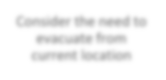 Consider the need to
evacuate from
current location